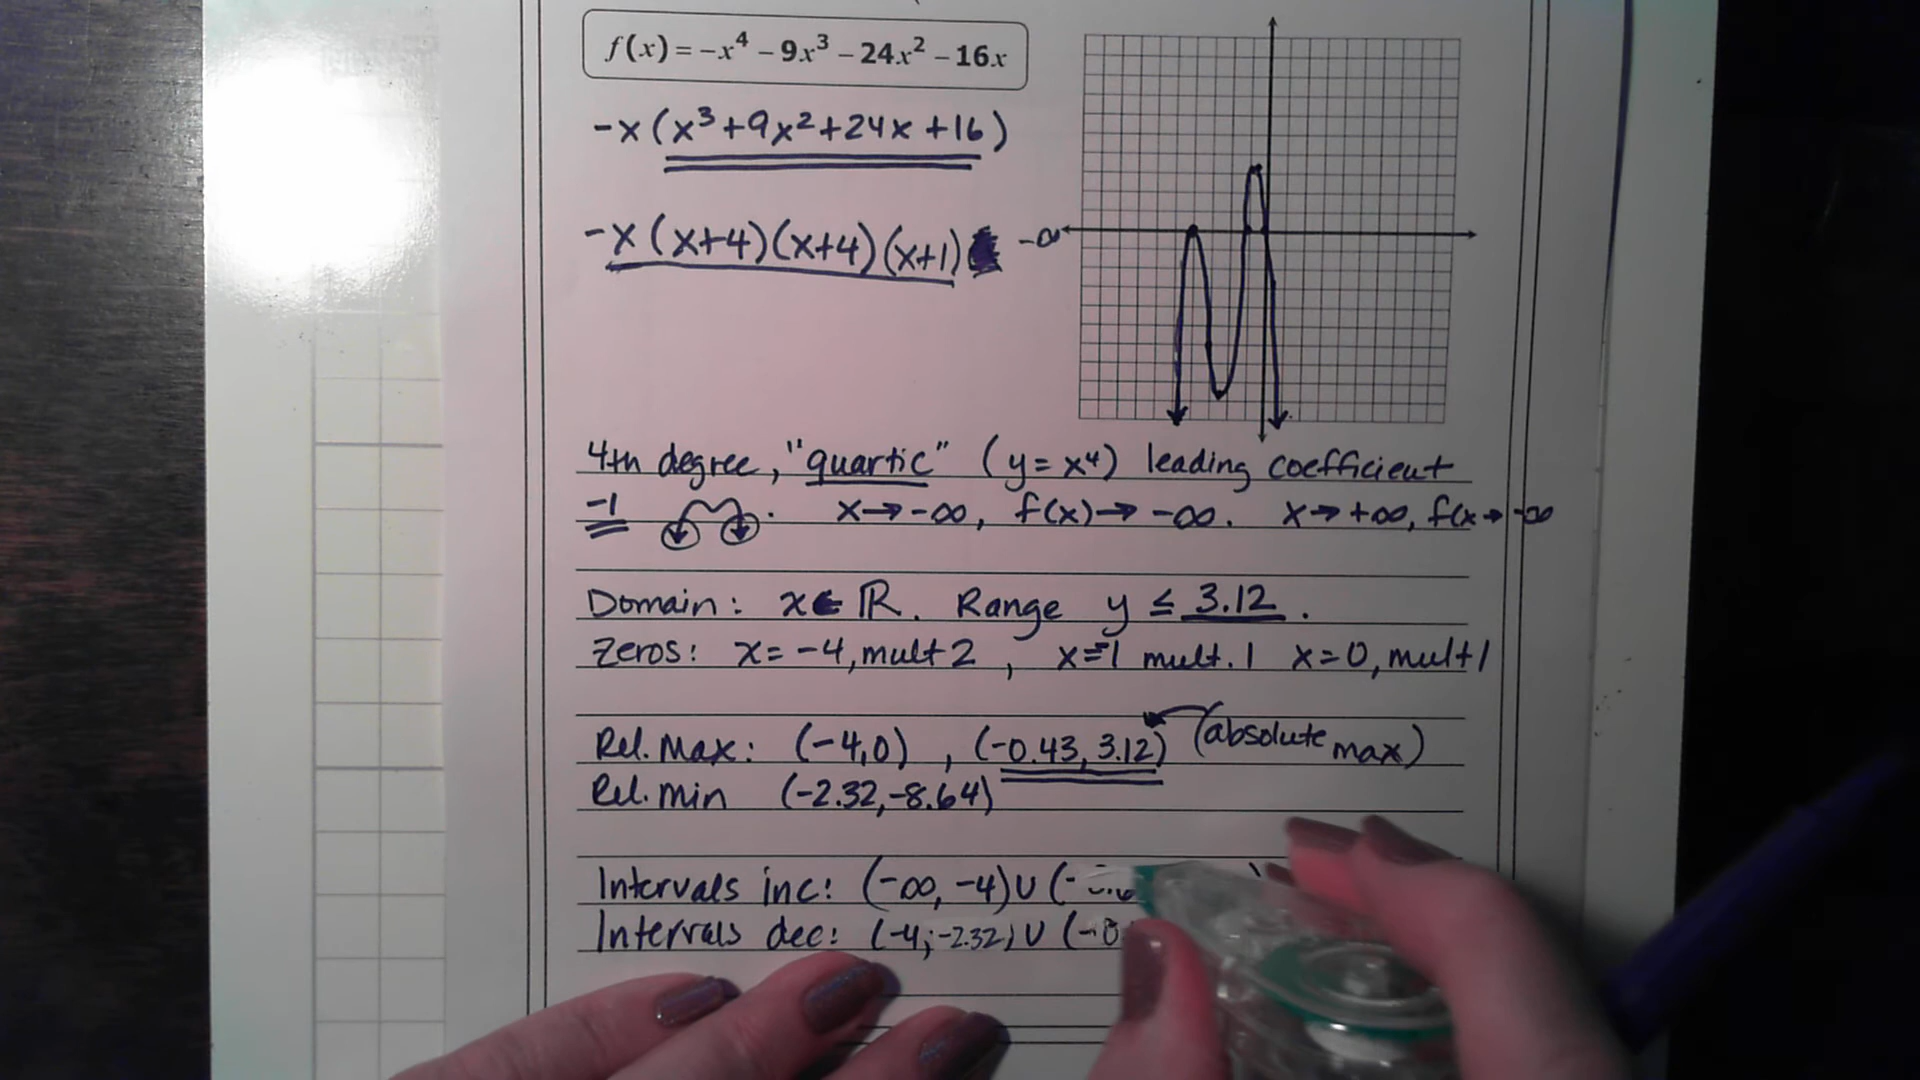 f(x) = −x⁴ − 9x³ − 24x² − 16x
-x (x³+9x²+24x+16)
-x (x+4)(x+4)(x+1)
-∞
4th degree, "quartic" (y=x⁴) leading coefficient
-1 x→-∞, f(x)→-∞. x→+∞, f(x→-∞
Domain: x∈ℝ. Range y ≤ 3.12.
Zeros: x=-4, mult 2, x=-1 mult. 1 x=0, mult 1
Rel. Max: (-4,0), (-0.43, 3.12) (absolute max)
Rel. min (-2.32,-8.64)
Intervals inc: (-∞, -4)∪(-
Intervals dec: (-4,-2.32)∪(-0